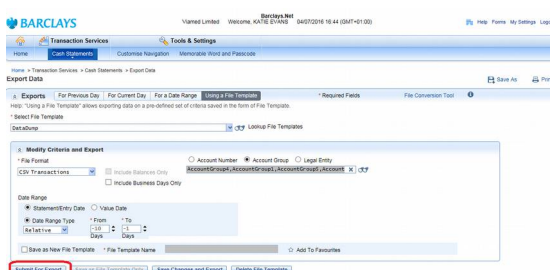 BARCLAYS
Barclays.Net
Viamed Limited Welcome, KATIE EVANS 04/07/2016 16:44 (GMT+01:00)
Help Forms My Settings
Transaction Services Tools & Settings
Home Cash Statements Customise Navigation Memorable Word and Passcode
Home > Transaction Services > Cash Statements > Export Data
Export Data
Save As
Exports For Previous Day For Current Day For a Date Range Using a File Template * Required Fields File Conversion Tool
Help: "Using a File Template" allows exporting data on a pre-defined set of criteria saved in the form of File Template.
* Select File Template
DataDump Lookup File Templates
Modify Criteria and Export
* File Format Account Number Account Group Legal Entity
CSV Transactions Include Balances Only AccountGroup4,AccountGroup1,AccountGroup5,Account X
Include Business Days Only
Date Range
Statement/Entry Date Value Date
Date Range Type * From * To
Relative -10 -1
Days Days
Save as New File Template * File Template Name Add To Favourites
Submit For Export Save as File Template Only Save Changes and Export Delete File Template